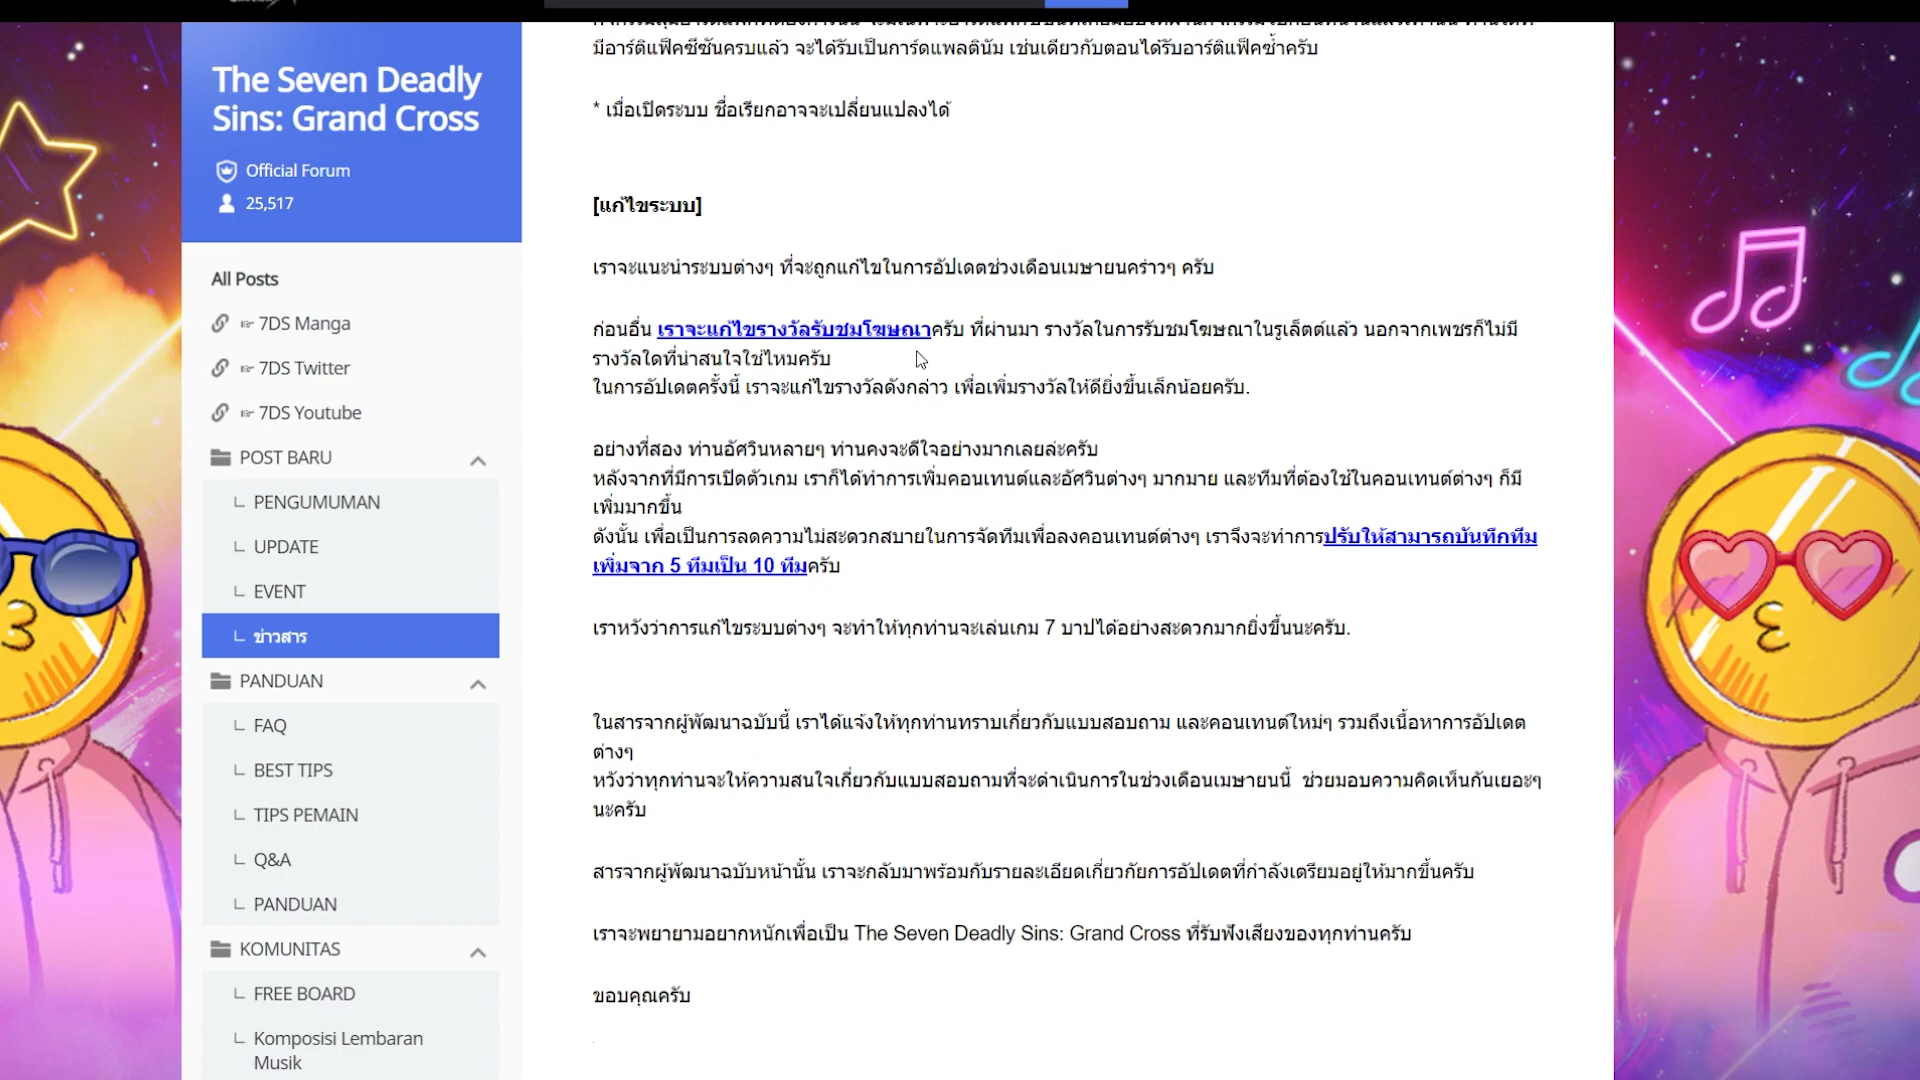 The Seven Deadly
Sins: Grand Cross
Official Forum
25,517
All Posts
☞ 7DS Manga
☞ 7DS Twitter
☞ 7DS Youtube
POST BARU
PENGUMUMAN
UPDATE
EVENT
ข่าวสาร
PANDUAN
FAQ
BEST TIPS
TIPS PEMAIN
Q&A
PANDUAN
KOMUNITAS
FREE BOARD
Komposisi Lembaran
Musik
มีอาร์ติแฟ็คซีซันครบแล้ว จะได้รับเป็นการ์ดแพลตินัม เช่นเดียวกับตอนได้รับอาร์ติแฟ็คซ้ำครับ
* เมื่อเปิดระบบ ชื่อเรียกอาจจะเปลี่ยนแปลงได้
[แก้ไขระบบ]
เราจะแนะนำระบบต่างๆ ที่จะถูกแก้ไขในการอัปเดตช่วงเดือนเมษายนคร่าวๆ ครับ
ก่อนอื่น เราจะแก้ไขรางวัลรับชมโฆษณาครับ ที่ผ่านมา รางวัลในการรับชมโฆษณาในรูเล็ตต์แล้ว นอกจากเพชรก็ไม่มี
รางวัลใดที่น่าสนใจใช่ไหมครับ
ในการอัปเดตครั้งนี้ เราจะแก้ไขรางวัลดังกล่าว เพื่อเพิ่มรางวัลให้ดียิ่งขึ้นเล็กน้อยครับ.
อย่างที่สอง ท่านอัศวินหลายๆ ท่านคงจะดีใจอย่างมากเลยล่ะครับ
หลังจากที่มีการเปิดตัวเกม เราก็ได้ทำการเพิ่มคอนเทนต์และอัศวินต่างๆ มากมาย และทีมที่ต้องใช้ในคอนเทนต์ต่างๆ ก็มี
เพิ่มมากขึ้น
ดังนั้น เพื่อเป็นการลดความไม่สะดวกสบายในการจัดทีมเพื่อลงคอนเทนต์ต่างๆ เราจึงจะทำการปรับให้สามารถบันทึกทีม
เพิ่มจาก 5 ทีมเป็น 10 ทีมครับ
เราหวังว่าการแก้ไขระบบต่างๆ จะทำให้ทุกท่านจะเล่นเกม 7 บาปได้อย่างสะดวกมากยิ่งขึ้นนะครับ.
ในสารจากผู้พัฒนาฉบับนี้ เราได้แจ้งให้ทุกท่านทราบเกี่ยวกับแบบสอบถาม และคอนเทนต์ใหม่ๆ รวมถึงเนื้อหาการอัปเดต
ต่างๆ
หวังว่าทุกท่านจะให้ความสนใจเกี่ยวกับแบบสอบถามที่จะดำเนินการในช่วงเดือนเมษายนนี้ ช่วยมอบความคิดเห็นกันเยอะๆ
นะครับ
สารจากผู้พัฒนาฉบับหน้านั้น เราจะกลับมาพร้อมกับรายละเอียดเกี่ยวกัยการอัปเดตที่กำลังเตรียมอยู่ให้มากขึ้นครับ
เราจะพยายามอยากหนักเพื่อเป็น The Seven Deadly Sins: Grand Cross ที่รับฟังเสียงของทุกท่านครับ
ขอบคุณครับ